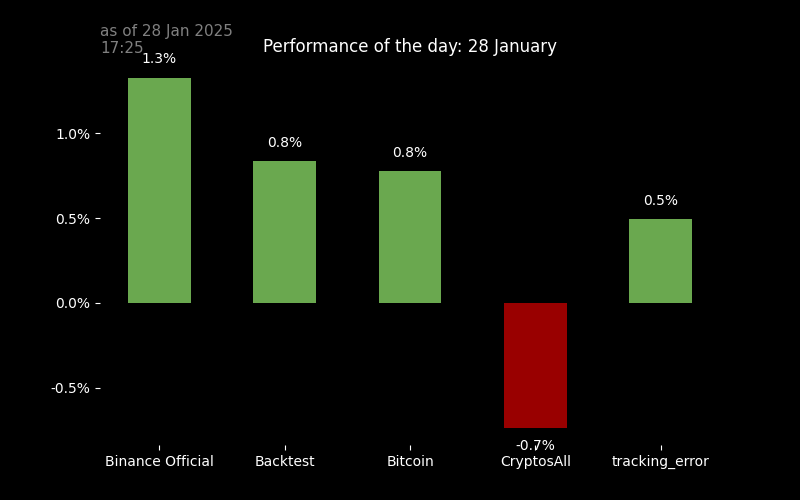 as of 28 Jan 2025
17:25
Performance of the day: 28 January
1.3%
0.8%
0.8%
0.5%
-0.7%
1.0%
0.5%
0.0%
-0.5%
Binance Official
Backtest
Bitcoin
CryptosAll
tracking_error